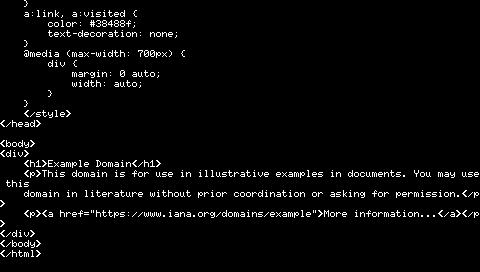 }
    a:link, a:visited {
        color: #38488f;
        text-decoration: none;
    }
    @media (max-width: 700px) {
        div {
            margin: 0 auto;
            width: auto;
        }
    }
    </style>
</head>

<body>
<div>
    <h1>Example Domain</h1>
    <p>This domain is for use in illustrative examples in documents. You may use
 this
    domain in literature without prior coordination or asking for permission.</p
>
    <p><a href="https://www.iana.org/domains/example">More information...</a></p
>
</div>
</body>
</html>